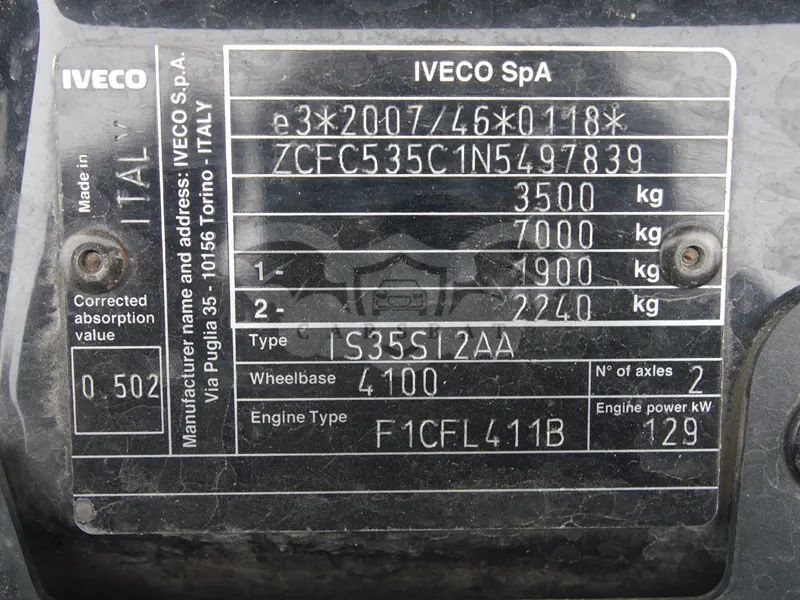 IVECO
IVECO SpA
e3*2007/46*0118*
ZCFC535C1N5497839
3500 kg
7000 kg
1- 1900 kg
2- 2240 kg
Type IS35SI2AA
Wheelbase 4100
N° of axles 2
Engine Type F1CFL411B
Engine power kW 129
Made in ITALY
Corrected absorption value
0.502
Manufacturer name and address: IVECO S.p.A.
Via Puglia 35 - 10156 Torino - ITALY